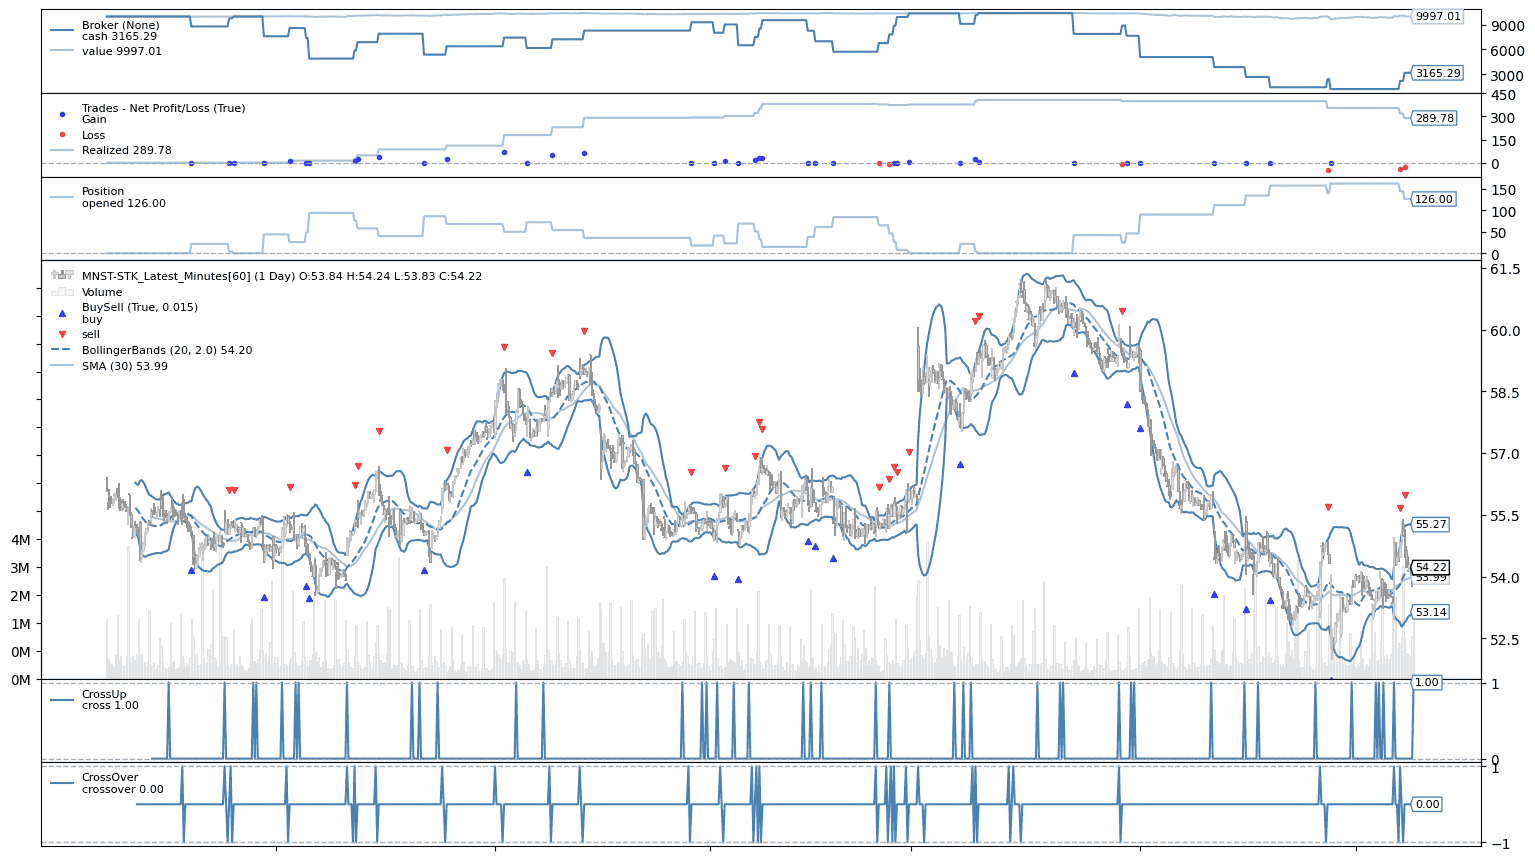 Broker (None)
cash 3165.29
value 9997.01
9997.01
9000
6000
3165.29
3000
Trades - Net Profit/Loss (True)
Gain
Loss
Realized 289.78
450
300
289.78
150
0
Position
opened 126.00
150
126.00
100
50
0
MNST-STK_Latest_Minutes[60] (1 Day) O:53.84 H:54.24 L:53.83 C:54.22
Volume
BuySell (True, 0.015)
buy
sell
BollingerBands (20, 2.0) 54.20
SMA (30) 53.99
61.5
60.0
58.5
57.0
55.5
55.27
54.22
53.99
54.0
53.14
52.5
4M
3M
2M
1M
0M
0M
CrossUp
cross 1.00
1.00
1
0
CrossOver
crossover 0.00
1
0.00
−1